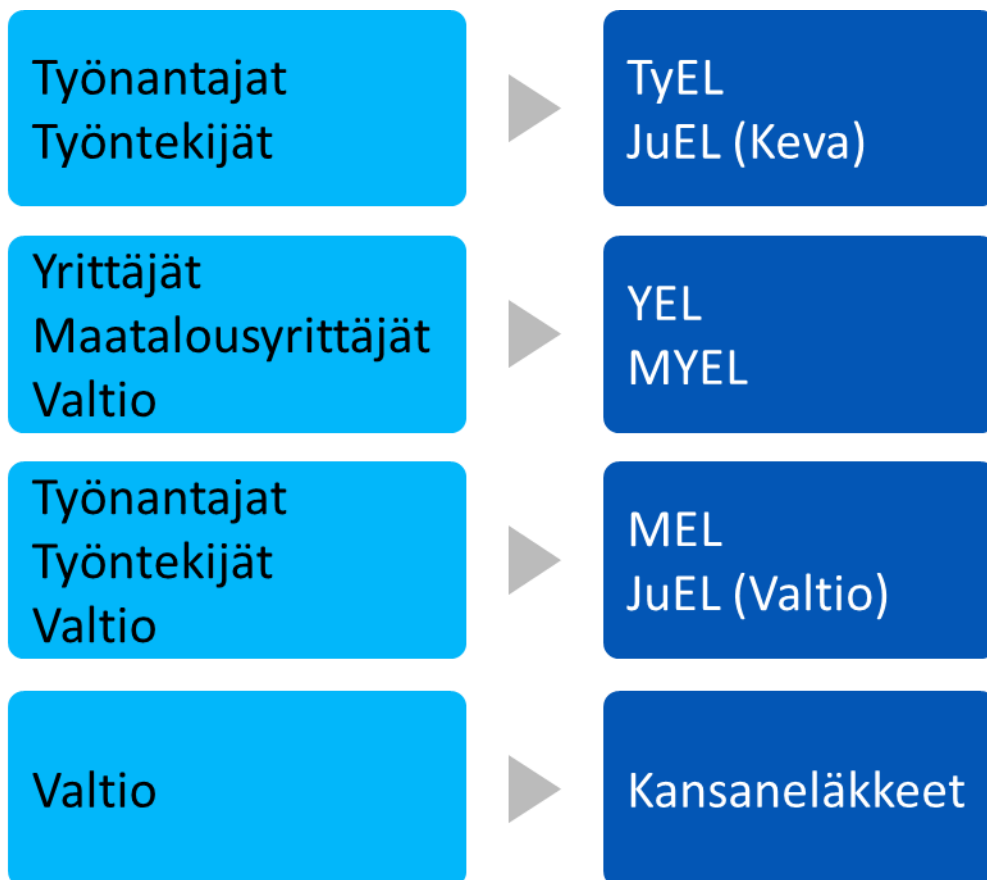 Työnantajat
Työntekijät
TyEL
JuEL (Keva)
Yrittäjät
Maatalousyrittäjät
Valtio
YEL
MYEL
Työnantajat
Työntekijät
Valtio
MEL
JuEL (Valtio)
Valtio
Kansaneläkkeet